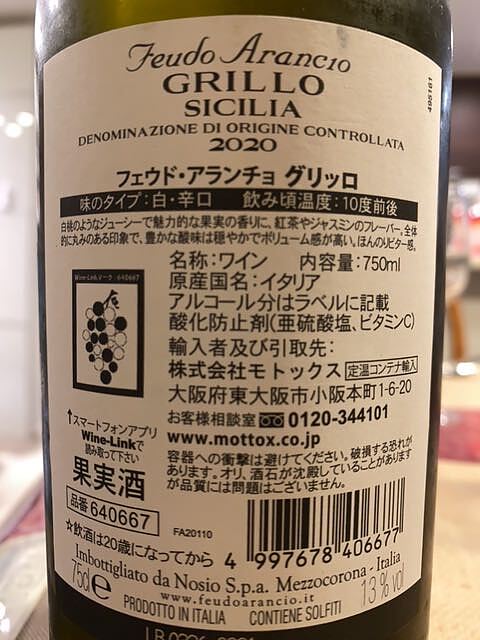 Feudo Arancio
GRILLO
SICILIA
DENOMINAZIONE DI ORIGINE CONTROLLATA
2020
495161
フェウド・アランチョ グリッロ
味のタイプ:白・辛口 飲み頃温度:10度前後
白桃のようなジューシーで魅力的な果実の香りに、紅茶やジャスミンのフレーバー。全体
的に丸みのある印象で、豊かな酸味は穏やかでボリューム感が高い。ほんのりビター感。
名称:ワイン 内容量:750ml
原産国名:イタリア
アルコール分はラベルに記載
酸化防止剤(亜硫酸塩、ビタミンC)
輸入者及び引取先:
株式会社モトックス 定温コンテナ輸入
大阪府東大阪市小阪本町1-6-20
お客様相談室 0120-344101
www.mottox.co.jp
容器への衝撃は避けてください。破損する恐れが
あります。オリ、酒石が沈殿していることがあります
が品質には問題はございません。
Wine-Linkマーク:640667
↑スマートフォンアプリ
Wine-Linkで
読み取って下さい
果実酒
品番 640667
FA20110
☆飲酒は20歳になってから
4 997678 406677
Imbottigliato da Nosio S.p.a. Mezzocorona - Italia
75cl e www.feudoarancio.it 13% vol
PRODOTTO IN ITALIA CONTIENE SOLFITI